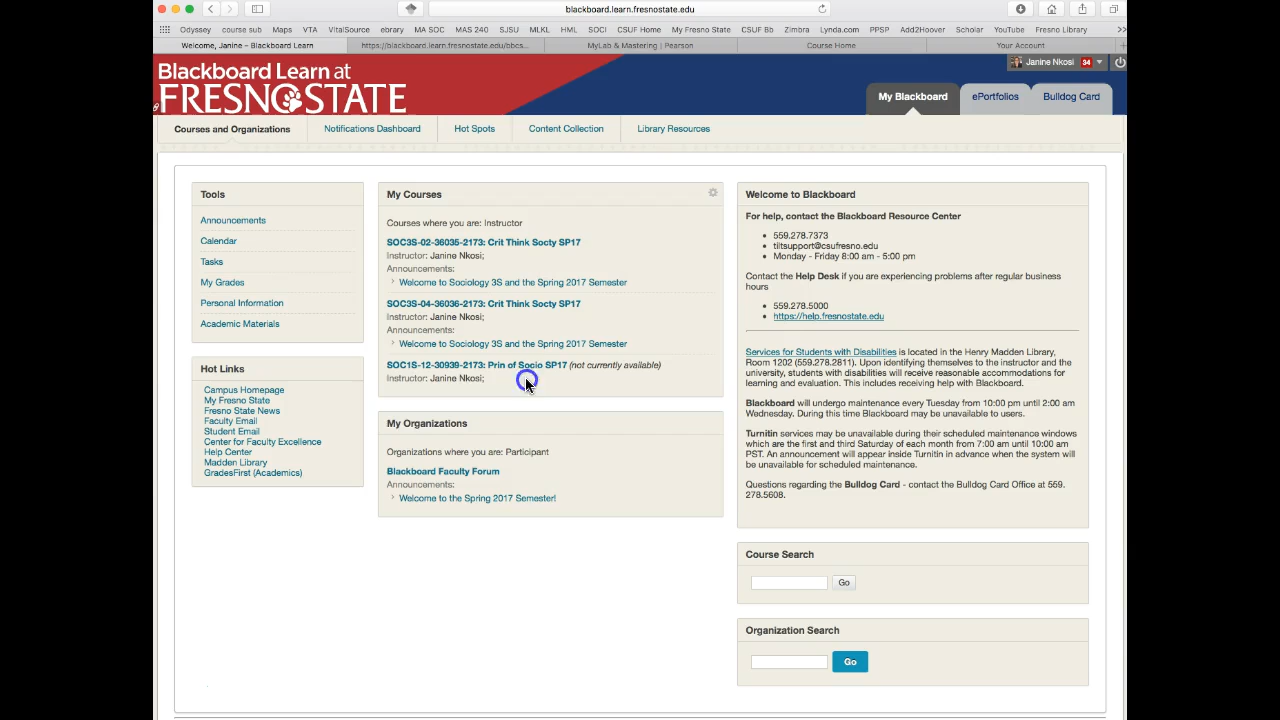 blackboard.learn.fresnostate.edu
Odyssey course sub Maps VTA VitalSource ebrary MA SOC MAS 240 SJSU MLKL HML SOCI CSUF Home My Fresno State CSUF Bb Zimbra Lynda.com PPSP Add2Hoover Scholar YouTube Fresno Library
Welcome, Janine – Blackboard Learn https://blackboard.learn.fresnostate.edu/bbcs... MyLab & Mastering | Pearson Course Home Your Account
Janine Nkosi 34
Blackboard Learn at
FRESNO STATE
My Blackboard ePortfolios Bulldog Card
Courses and Organizations Notifications Dashboard Hot Spots Content Collection Library Resources
Tools
Announcements
Calendar
Tasks
My Grades
Personal Information
Academic Materials
Hot Links
Campus Homepage
My Fresno State
Fresno State News
Faculty Email
Student Email
Center for Faculty Excellence
Help Center
Madden Library
GradesFirst (Academics)
My Courses
Courses where you are: Instructor
SOC3S-02-36035-2173: Crit Think Socty SP17
Instructor: Janine Nkosi;
Announcements:
Welcome to Sociology 3S and the Spring 2017 Semester
SOC3S-04-36036-2173: Crit Think Socty SP17
Instructor: Janine Nkosi;
Announcements:
Welcome to Sociology 3S and the Spring 2017 Semester
SOC1S-12-30939-2173: Prin of Socio SP17 (not currently available)
Instructor: Janine Nkosi;
My Organizations
Organizations where you are: Participant
Blackboard Faculty Forum
Announcements:
Welcome to the Spring 2017 Semester!
Welcome to Blackboard
For help, contact the Blackboard Resource Center
559.278.7373
tiltsupport@csufresno.edu
Monday - Friday 8:00 am - 5:00 pm
Contact the Help Desk if you are experiencing problems after regular business
hours
559.278.5000
https://help.fresnostate.edu
Services for Students with Disabilities is located in the Henry Madden Library,
Room 1202 (559.278.2811). Upon identifying themselves to the instructor and the
university, students with disabilities will receive reasonable accommodations for
learning and evaluation. This includes receiving help with Blackboard.
Blackboard will undergo maintenance every Tuesday from 10:00 pm until 2:00 am
Wednesday. During this time Blackboard may be unavailable to users.
Turnitin services may be unavailable during their scheduled maintenance windows
which are the first and third Saturday of each month from 7:00 am until 10:00 am
PST. An announcement will appear inside Turnitin in advance when the system will
be unavailable for scheduled maintenance.
Questions regarding the Bulldog Card - contact the Bulldog Card Office at 559.
278.5608.
Course Search
Go
Organization Search
Go